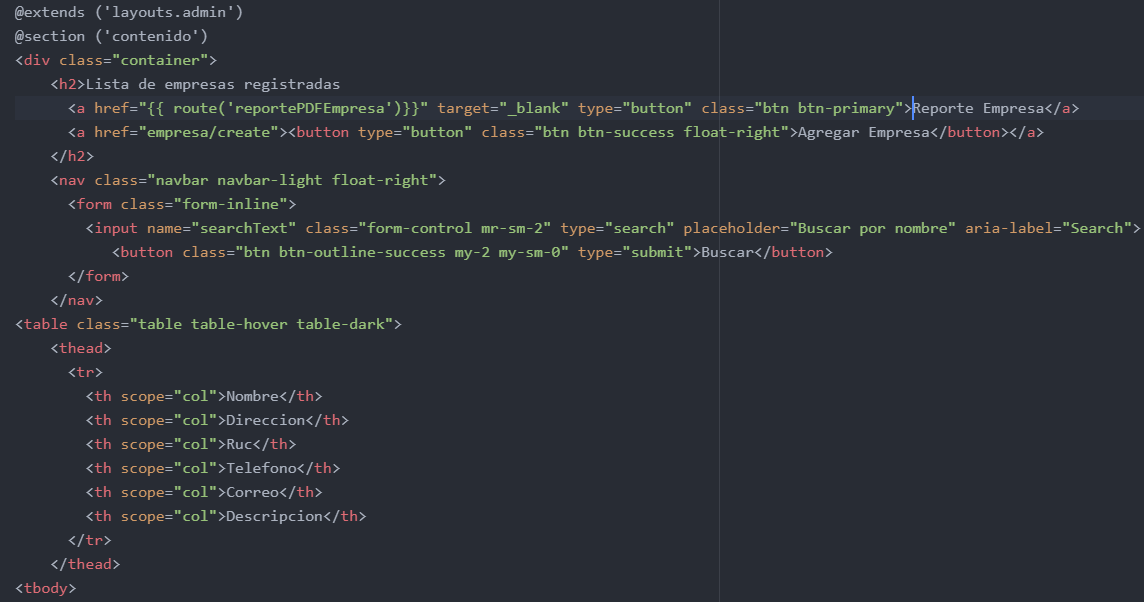 @extends ('layouts.admin')
@section ('contenido')
<div class="container">
    <h2>Lista de empresas registradas
      <a href="{{ route('reportePDFEmpresa')}}" target="_blank" type="button" class="btn btn-primary">Reporte Empresa</a>
      <a href="empresa/create"><button type="button" class="btn btn-success float-right">Agregar Empresa</button></a>
    </h2>
    <nav class="navbar navbar-light float-right">
      <form class="form-inline">
        <input name="searchText" class="form-control mr-sm-2" type="search" placeholder="Buscar por nombre" aria-label="Search">
           <button class="btn btn-outline-success my-2 my-sm-0" type="submit">Buscar</button>
      </form>
    </nav>
<table class="table table-hover table-dark">
    <thead>
      <tr>
        <th scope="col">Nombre</th>
        <th scope="col">Direccion</th>
        <th scope="col">Ruc</th>
        <th scope="col">Telefono</th>
        <th scope="col">Correo</th>
        <th scope="col">Descripcion</th>
      </tr>
    </thead>
<tbody>